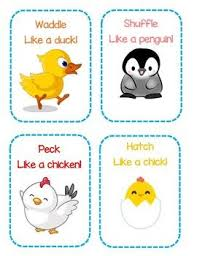 Waddle
Like a duck!
Shuffle
Like a penguin!
Peck
Like a chicken!
Hatch
Like a chick!